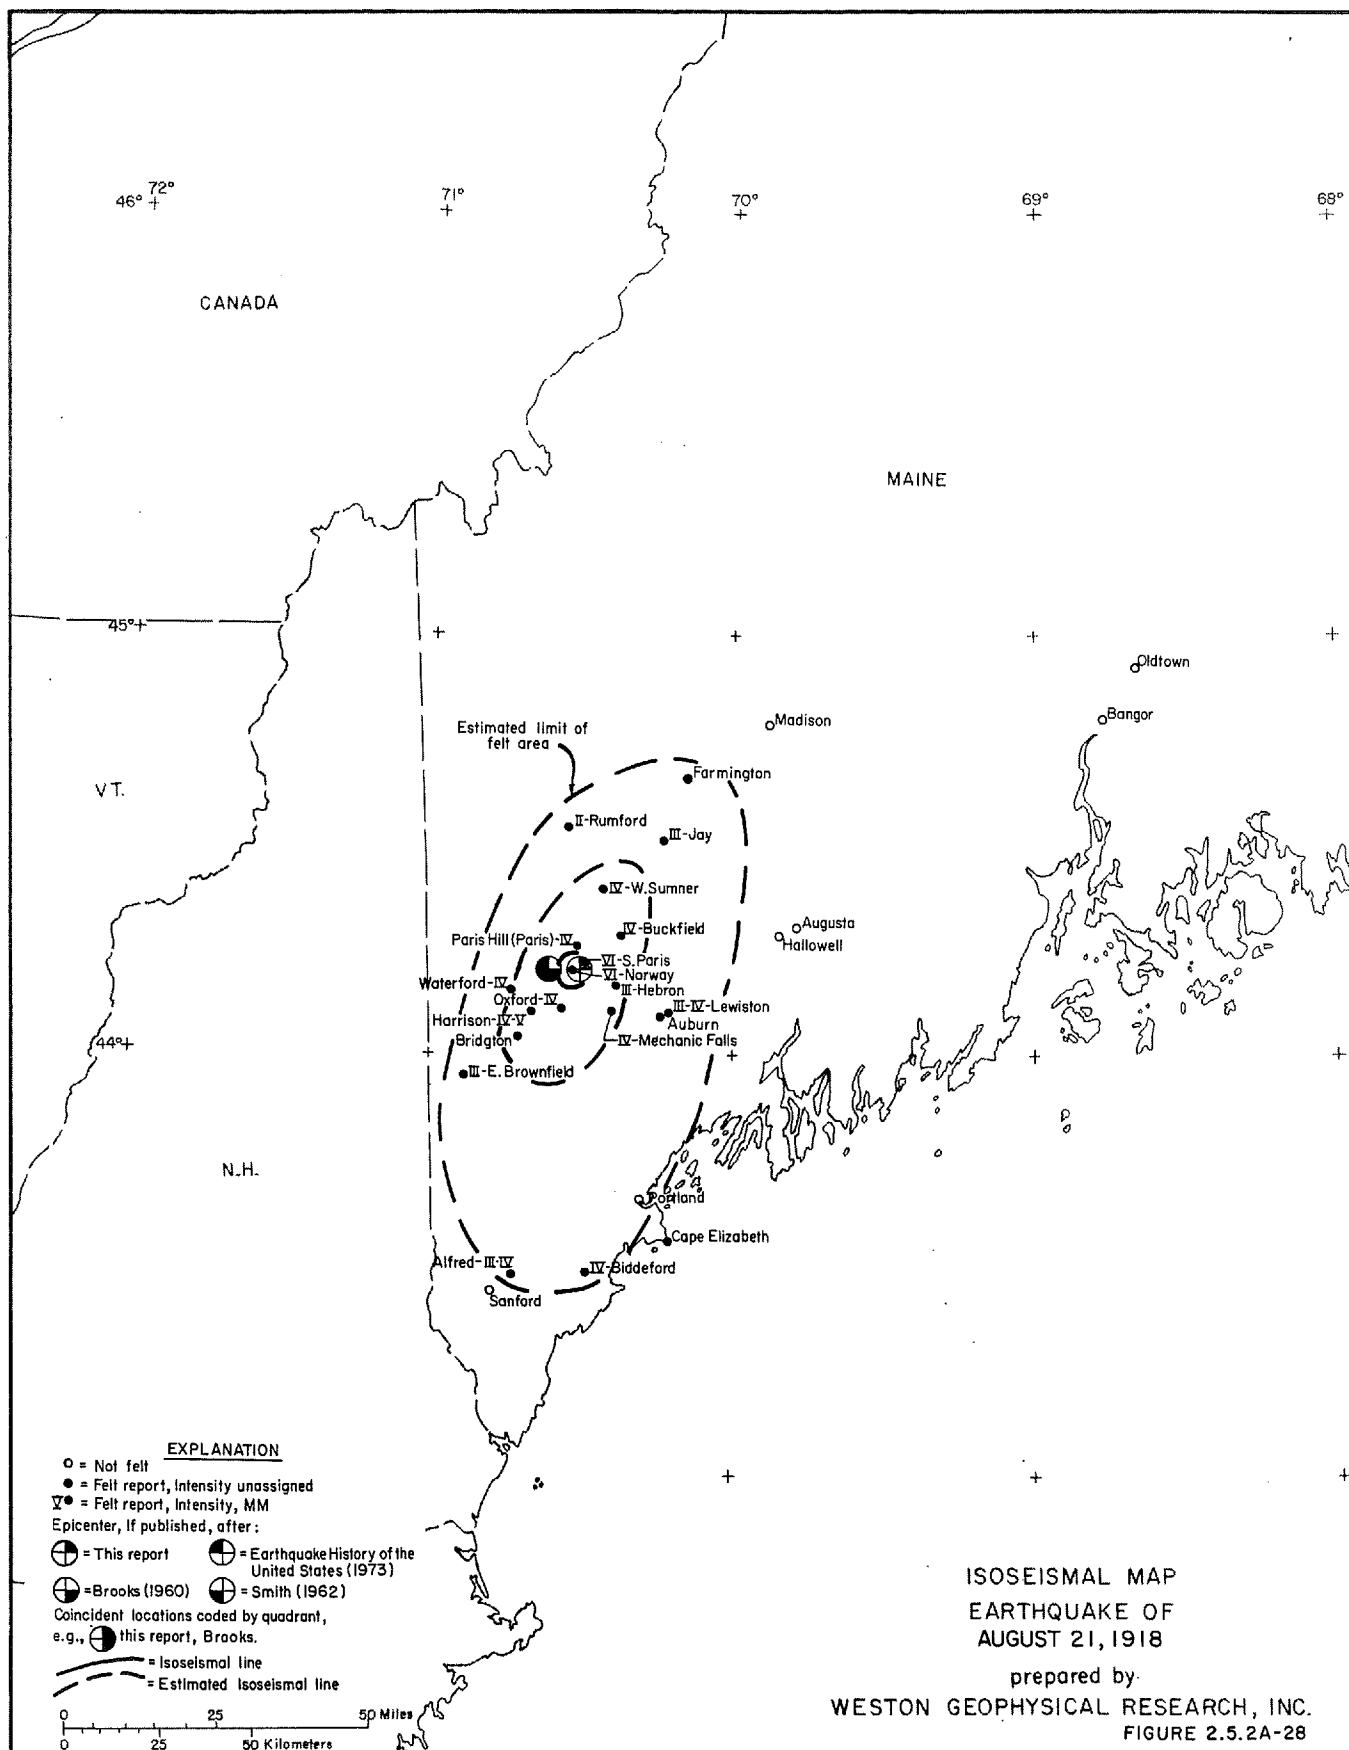 72°
46°
71°
70°
69°
68°
CANADA
MAINE
45°
Oldtown
Bangor
Madison
Estimated limit of
felt area
Farmington
V.T.
II-Rumford
III-Jay
IV-W.Sumner
Augusta
Hallowell
IV-Buckfield
Paris Hill (Paris)-IV
VI-S. Paris
VI-Norway
Waterford-IV
III-Hebron
Oxford-IV
III-IV-Lewiston
Harrison-IV-V
Auburn
Bridgton
IV-Mechanic Falls
44°
III-E. Brownfield
N.H.
Portland
Cape Elizabeth
Alfred-III-IV
IV-Biddeford
Sanford
EXPLANATION
= Not felt
= Felt report, Intensity unassigned
V = Felt report, Intensity, MM
Epicenter, If published, after:
= This report
= Earthquake History of the
United States (1973)
= Brooks (1960)
= Smith (1962)
Coincident locations coded by quadrant,
e.g., this report, Brooks.
= Isoseismal line
= Estimated Isoseismal line
0 25 50 Miles
0 25 50 Kilometers
ISOSEISMAL MAP
EARTHQUAKE OF
AUGUST 21, 1918
prepared by
WESTON GEOPHYSICAL RESEARCH, INC.
FIGURE 2.5.2A-28